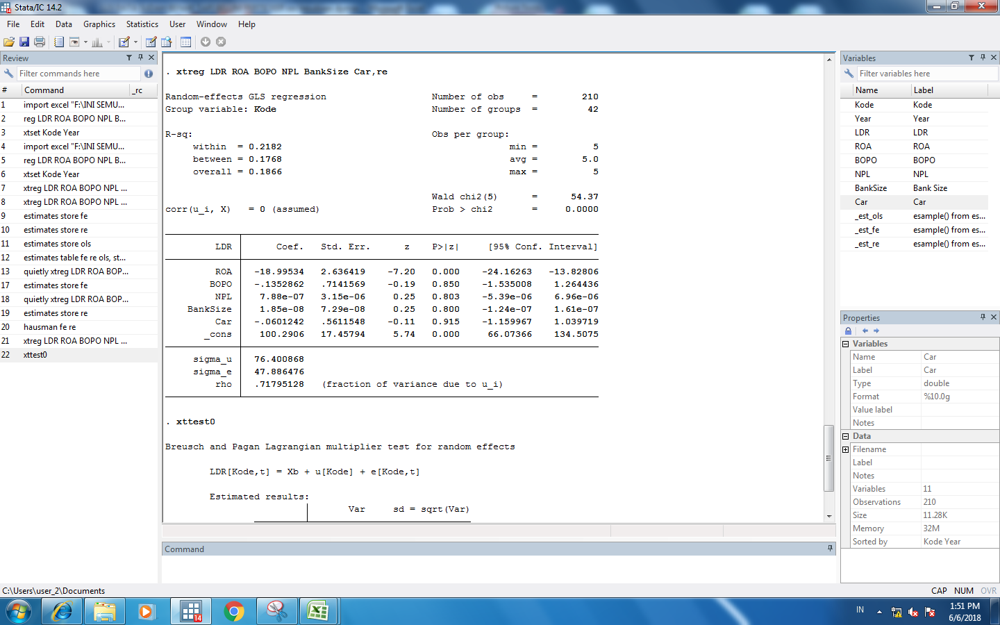 Stata/IC 14.2
File Edit Data Graphics Statistics User Window Help
Review
Filter commands here
# Command _rc
1 import excel "F:\INI SEMU...
2 reg LDR ROA BOPO NPL B...
3 xtset Kode Year
4 import excel "F:\INI SEMU...
5 reg LDR ROA BOPO NPL B...
6 xtset Kode Year
7 xtreg LDR ROA BOPO NPL ...
8 xtreg LDR ROA BOPO NPL ...
9 estimates store fe
10 estimates store re
11 estimates store ols
12 estimates table fe re ols, st...
13 quietly xtreg LDR ROA BOP...
17 estimates store fe
18 quietly xtreg LDR ROA BOP...
19 estimates store re
20 hausman fe re
21 xtreg LDR ROA BOPO NPL ...
22 xttest0
. xtreg LDR ROA BOPO NPL BankSize Car,re
Random-effects GLS regression Number of obs = 210
Group variable: Kode Number of groups = 42
R-sq: Obs per group:
within = 0.2182 min = 5
between = 0.1768 avg = 5.0
overall = 0.1866 max = 5
Wald chi2(5) = 54.37
corr(u_i, X) = 0 (assumed) Prob > chi2 = 0.0000
LDR Coef. Std. Err. z P>|z| [95% Conf. Interval]
ROA -18.99534 2.636419 -7.20 0.000 -24.16263 -13.82806
BOPO -.1352862 .7141569 -0.19 0.850 -1.535008 1.264436
NPL 7.88e-07 3.15e-06 0.25 0.803 -5.39e-06 6.96e-06
BankSize 1.85e-08 7.29e-08 0.25 0.800 -1.24e-07 1.61e-07
Car -.0601242 .5611548 -0.11 0.915 -1.159967 1.039719
_cons 100.2906 17.45794 5.74 0.000 66.07366 134.5075
sigma_u 76.400868
sigma_e 47.886476
rho .71795128 (fraction of variance due to u_i)
. xttest0
Breusch and Pagan Lagrangian multiplier test for random effects
LDR[Kode,t] = Xb + u[Kode] + e[Kode,t]
Estimated results:
Var sd = sqrt(Var)
Command
Variables
Filter variables here
Name Label
Kode Kode
Year Year
LDR LDR
ROA ROA
BOPO BOPO
NPL NPL
BankSize Bank Size
Car Car
_est_ols esample() from es...
_est_fe esample() from es...
_est_re esample() from es...
Properties
Variables
Name Car
Label Car
Type double
Format %10.0g
Value label
Notes
Data
Filename
Label
Notes
Variables 11
Observations 210
Size 11.28K
Memory 32M
Sorted by Kode Year
C:\Users\user_2\Documents
CAP NUM OVR
14
IN
1:51 PM
6/6/2018